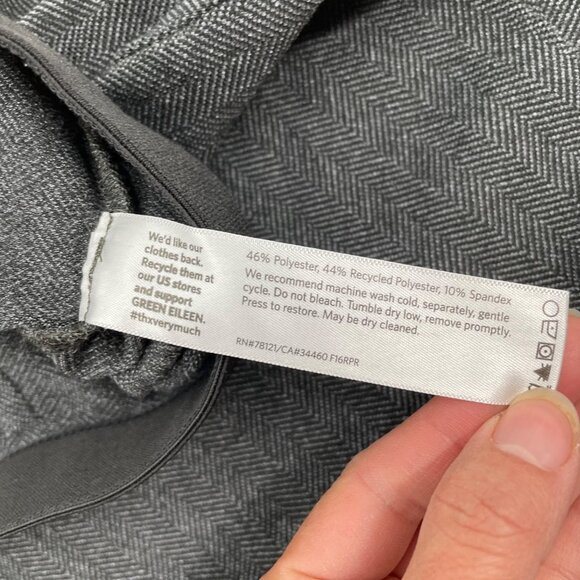 We'd like our
clothes back.
Recycle them at
our US stores
and support
GREEN EILEEN.
#thxverymuch
46% Polyester, 44% Recycled Polyester, 10% Spandex
We recommend machine wash cold, separately, gentle
cycle. Do not bleach. Tumble dry low, remove promptly.
Press to restore. May be dry cleaned.
RN#78121/CA#34460 F16RPR